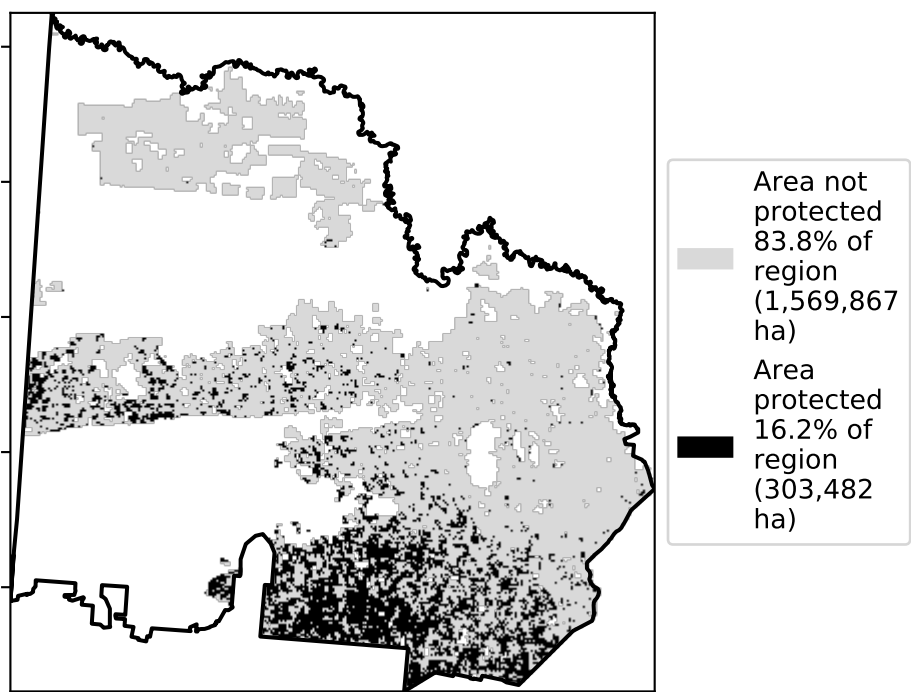 Area not
protected
83.8% of
region
(1,569,867
ha)
Area
protected
16.2% of
region
(303,482
ha)